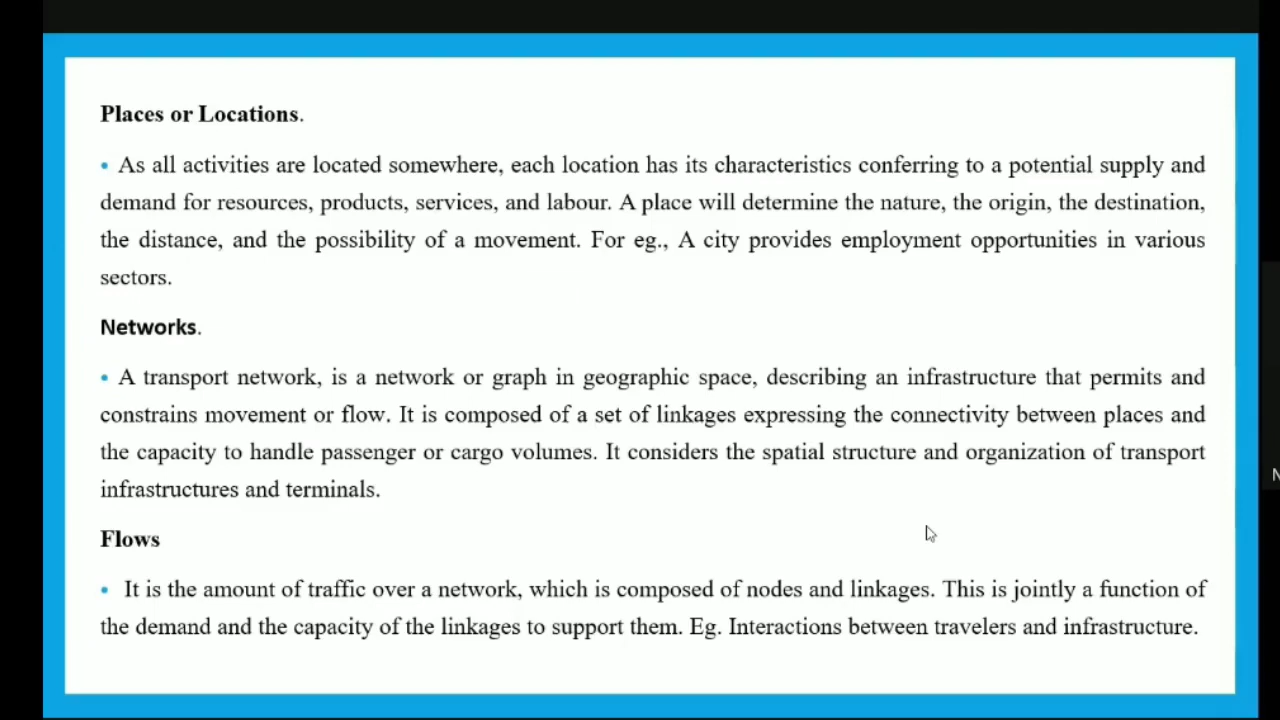 Places or Locations.
• As all activities are located somewhere, each location has its characteristics conferring to a potential supply and
demand for resources, products, services, and labour. A place will determine the nature, the origin, the destination,
the distance, and the possibility of a movement. For eg., A city provides employment opportunities in various
sectors.
Networks.
• A transport network, is a network or graph in geographic space, describing an infrastructure that permits and
constrains movement or flow. It is composed of a set of linkages expressing the connectivity between places and
the capacity to handle passenger or cargo volumes. It considers the spatial structure and organization of transport
infrastructures and terminals.
Flows
• It is the amount of traffic over a network, which is composed of nodes and linkages. This is jointly a function of
the demand and the capacity of the linkages to support them. Eg. Interactions between travelers and infrastructure.